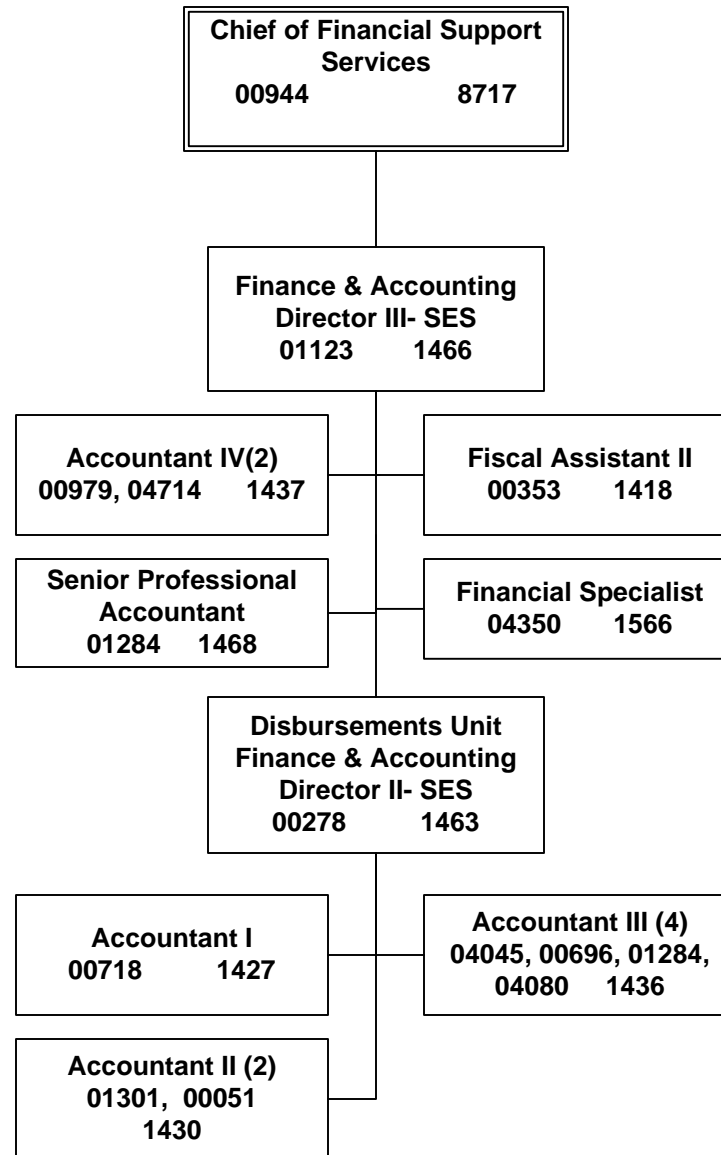 Chief of Financial Support
Services
00944 8717
Finance & Accounting
Director III- SES
01123 1466
Accountant IV(2)
00979, 04714 1437
Fiscal Assistant II
00353 1418
Senior Professional
Accountant
01284 1468
Financial Specialist
04350 1566
Disbursements Unit
Finance & Accounting
Director II- SES
00278 1463
Accountant I
00718 1427
Accountant III (4)
04045, 00696, 01284,
04080 1436
Accountant II (2)
01301, 00051
1430